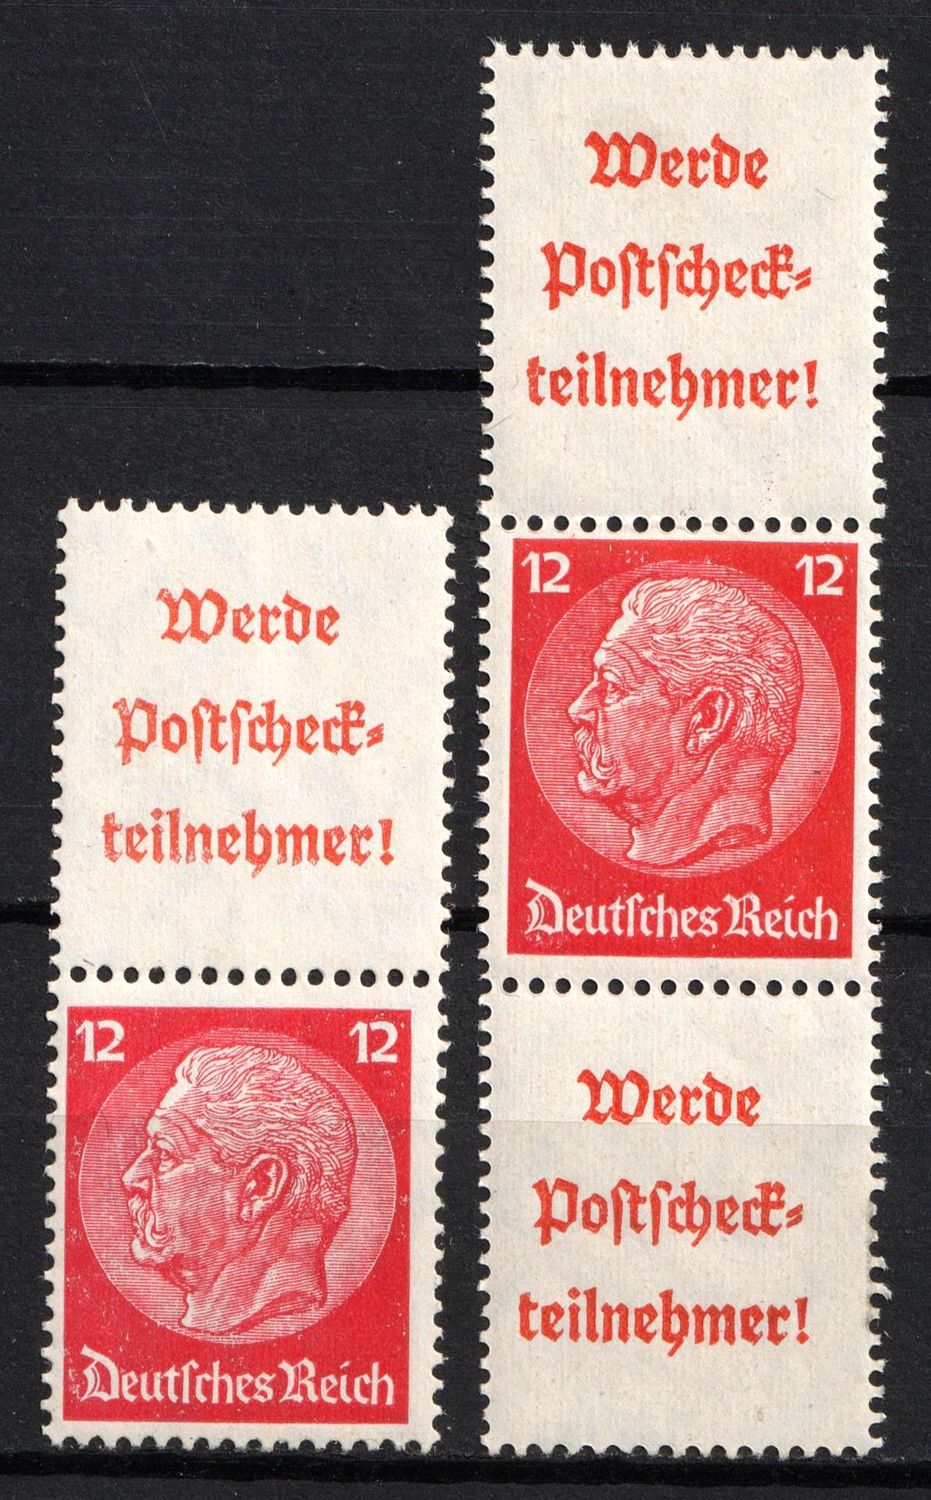 Werde
Poſtſcheck-
teilnehmer!
12 12
Deutſches Reich
Werde
Poſtſcheck-
teilnehmer!
12 12
Deutſches Reich
Werde
Poſtſcheck-
teilnehmer!